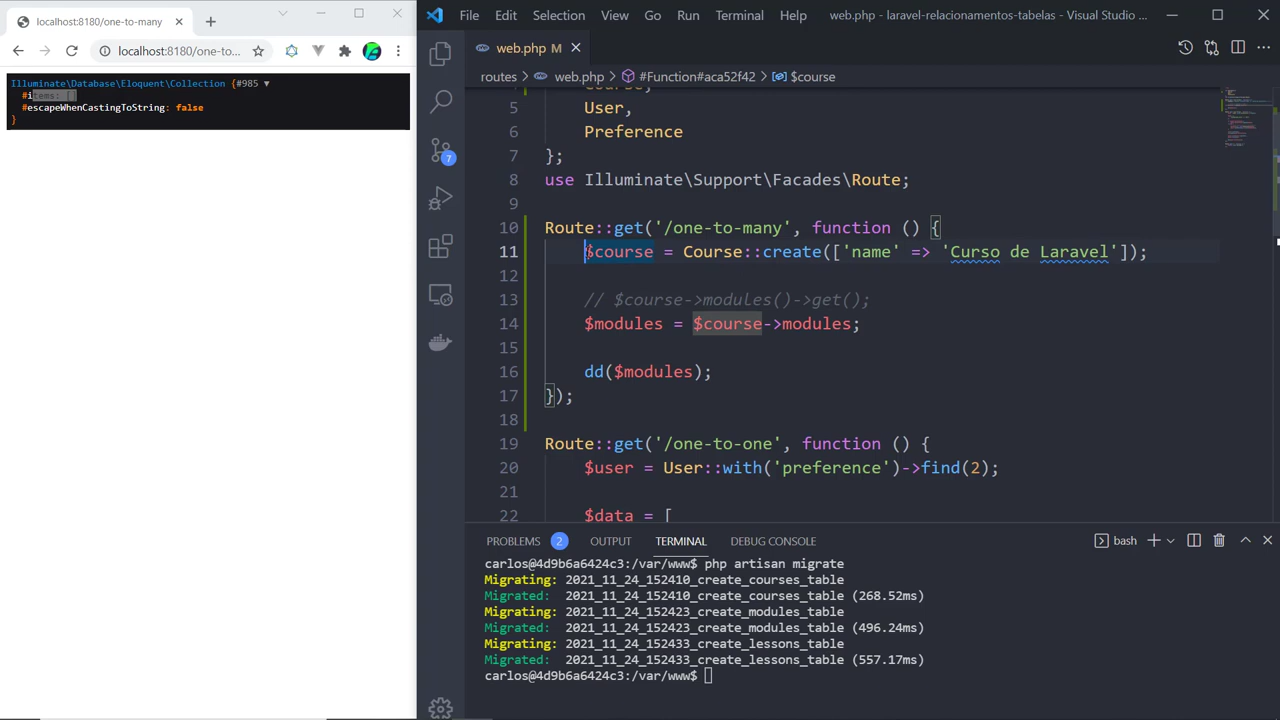 localhost:8180/one-to-many
localhost:8180/one-to...
Illuminate\Database\Eloquent\Collection {#985 ▼
#items: []
#escapeWhenCastingToString: false
}
File Edit Selection View Go Run Terminal Help
web.php - laravel-relacionamentos-tabelas - Visual Studio ...
web.php M
routes > web.php > #Function#aca52f42 > $course
7
Course,
5 User,
6 Preference
7 };
8 use Illuminate\Support\Facades\Route;
9
10 Route::get('/one-to-many', function () {
11 $course = Course::create(['name' => 'Curso de Laravel']);
12
13 // $course->modules()->get();
14 $modules = $course->modules;
15
16 dd($modules);
17 });
18
19 Route::get('/one-to-one', function () {
20 $user = User::with('preference')->find(2);
21
22 $data = [
PROBLEMS 2 OUTPUT TERMINAL DEBUG CONSOLE bash
carlos@4d9b6a6424c3:/var/www$ php artisan migrate
Migrating: 2021_11_24_152410_create_courses_table
Migrated: 2021_11_24_152410_create_courses_table (268.52ms)
Migrating: 2021_11_24_152423_create_modules_table
Migrated: 2021_11_24_152423_create_modules_table (496.24ms)
Migrating: 2021_11_24_152433_create_lessons_table
Migrated: 2021_11_24_152433_create_lessons_table (557.17ms)
carlos@4d9b6a6424c3:/var/www$